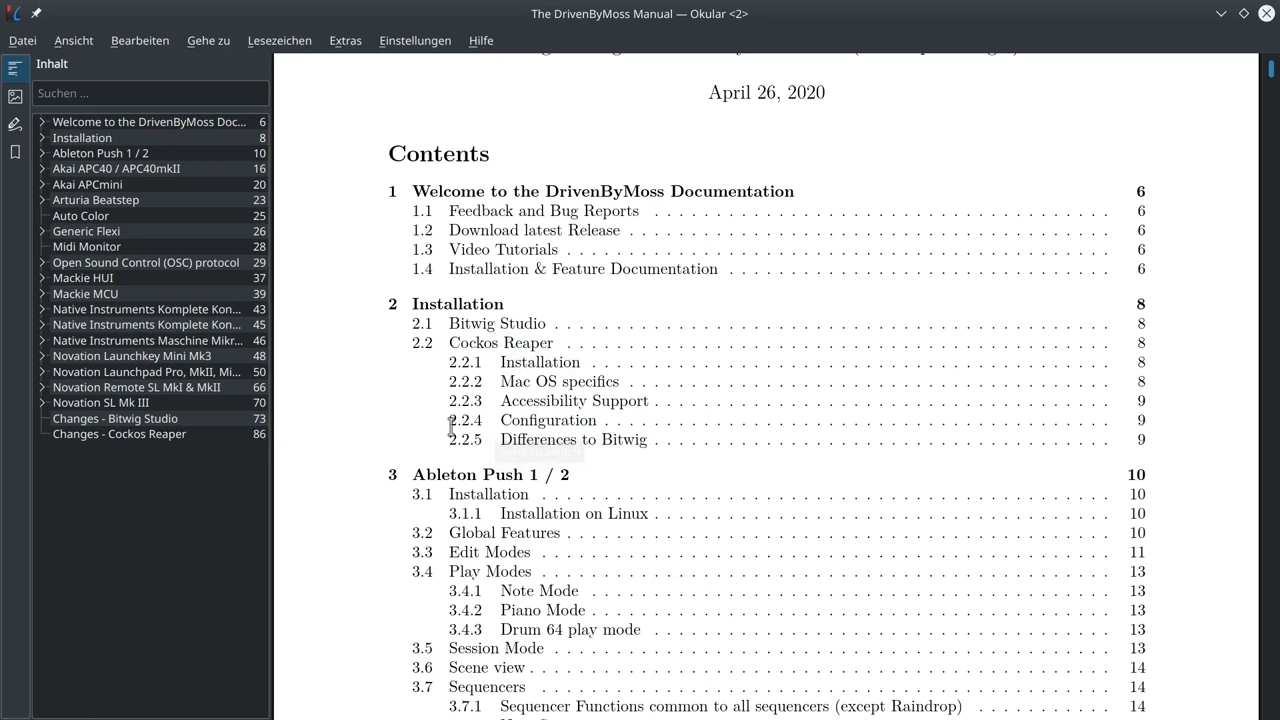 The DrivenByMoss Manual — Okular <2>
Datei Ansicht Bearbeiten Gehe zu Lesezeichen Extras Einstellungen Hilfe
Inhalt
Suchen ...
Welcome to the DrivenByMoss Doc... 6
Installation 8
Ableton Push 1 / 2 10
Akai APC40 / APC40mkII 16
Akai APCmini 20
Arturia Beatstep 23
Auto Color 25
Generic Flexi 26
Midi Monitor 28
Open Sound Control (OSC) protocol 29
Mackie HUI 37
Mackie MCU 39
Native Instruments Komplete Kon... 43
Native Instruments Komplete Kon... 45
Native Instruments Maschine Mikr... 46
Novation Launchkey Mini Mk3 48
Novation Launchpad Pro, MkII, Mi... 50
Novation Remote SL MkI & MkII 66
Novation SL Mk III 70
Changes - Bitwig Studio 73
Changes - Cockos Reaper 86
April 26, 2020
Contents
1 Welcome to the DrivenByMoss Documentation 6
1.1 Feedback and Bug Reports . . . . . . . . . . . . . . . . . . . . . . . . . . . . . . . . . . . . . . 6
1.2 Download latest Release . . . . . . . . . . . . . . . . . . . . . . . . . . . . . . . . . . . . . . . . 6
1.3 Video Tutorials . . . . . . . . . . . . . . . . . . . . . . . . . . . . . . . . . . . . . . . . . . . . . 6
1.4 Installation & Feature Documentation . . . . . . . . . . . . . . . . . . . . . . . . . . . . . . . . 6
2 Installation 8
2.1 Bitwig Studio . . . . . . . . . . . . . . . . . . . . . . . . . . . . . . . . . . . . . . . . . . . . . . 8
2.2 Cockos Reaper . . . . . . . . . . . . . . . . . . . . . . . . . . . . . . . . . . . . . . . . . . . . . 8
2.2.1 Installation . . . . . . . . . . . . . . . . . . . . . . . . . . . . . . . . . . . . . . . . . . . 8
2.2.2 Mac OS specifics . . . . . . . . . . . . . . . . . . . . . . . . . . . . . . . . . . . . . . . . 8
2.2.3 Accessibility Support . . . . . . . . . . . . . . . . . . . . . . . . . . . . . . . . . . . . . . 9
2.2.4 Configuration . . . . . . . . . . . . . . . . . . . . . . . . . . . . . . . . . . . . . . . . . . 9
2.2.5 Differences to Bitwig . . . . . . . . . . . . . . . . . . . . . . . . . . . . . . . . . . . . . . 9
3 Ableton Push 1 / 2 10
3.1 Installation . . . . . . . . . . . . . . . . . . . . . . . . . . . . . . . . . . . . . . . . . . . . . . . 10
3.1.1 Installation on Linux . . . . . . . . . . . . . . . . . . . . . . . . . . . . . . . . . . . . . . 10
3.2 Global Features . . . . . . . . . . . . . . . . . . . . . . . . . . . . . . . . . . . . . . . . . . . . . 10
3.3 Edit Modes . . . . . . . . . . . . . . . . . . . . . . . . . . . . . . . . . . . . . . . . . . . . . . . 11
3.4 Play Modes . . . . . . . . . . . . . . . . . . . . . . . . . . . . . . . . . . . . . . . . . . . . . . . 13
3.4.1 Note Mode . . . . . . . . . . . . . . . . . . . . . . . . . . . . . . . . . . . . . . . . . . . 13
3.4.2 Piano Mode . . . . . . . . . . . . . . . . . . . . . . . . . . . . . . . . . . . . . . . . . . . 13
3.4.3 Drum 64 play mode . . . . . . . . . . . . . . . . . . . . . . . . . . . . . . . . . . . . . . 13
3.5 Session Mode . . . . . . . . . . . . . . . . . . . . . . . . . . . . . . . . . . . . . . . . . . . . . . 13
3.6 Scene view . . . . . . . . . . . . . . . . . . . . . . . . . . . . . . . . . . . . . . . . . . . . . . . . 14
3.7 Sequencers . . . . . . . . . . . . . . . . . . . . . . . . . . . . . . . . . . . . . . . . . . . . . . . 14
3.7.1 Sequencer Functions common to all sequencers (except Raindrop) . . . . . . . . . . . 14